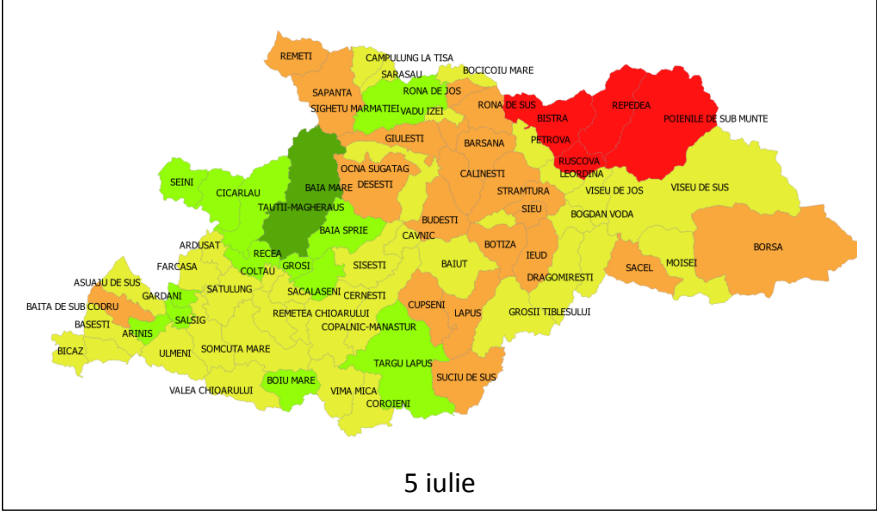 REMETI
CAMPULUNG LA TISA
SARASAU
BOCICOIU MARE
SAPANTA
RONA DE JOS
SIGHETU MARMATIEI
VADU IZEI
RONA DE SUS
REPEDEA
BISTRA
POIENILE DE SUB MUNTE
GIULESTI
BARSANA
PETROVA
OCNA SUGATAG
RUSCOVA
LEORDINA
SEINI
CICARLAU
BAIA MARE
DESESTI
CALINESTI
STRAMTURA
VISEU DE JOS
VISEU DE SUS
TAUTII-MAGHERAUS
SIEU
BUDESTI
BOGDAN VODA
BAIA SPRIE
CAVNIC
ARDUSAT
BOTIZA
BORSA
RECEA
IEUD
FARCASA
COLTAU
GROSI
SISESTI
BAIUT
MOISEI
SACEL
ASUAJU DE SUS
DRAGOMIRESTI
SATULUNG
GARDANI
SACALASENI
CERNESTI
BAITA DE SUB CODRU
CUPSENI
REMETEA CHIOARULUI
LAPUS
GROSII TIBLESULUI
BASESTI
SALSIG
ARINIS
COPALNIC-MANASTUR
BICAZ
ULMENI
SOMCUTA MARE
TARGU LAPUS
BOIU MARE
SUCIU DE SUS
VALEA CHIOARULUI
VIMA MICA
COROIENI
5 iulie